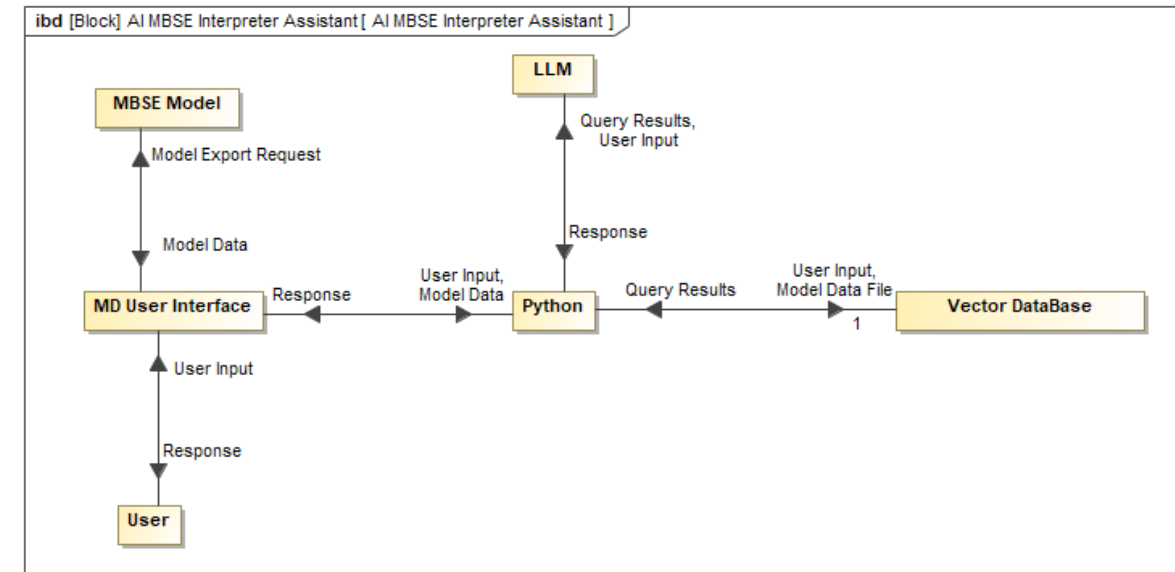 ibd [Block] AI MBSE Interpreter Assistant [ AI MBSE Interpreter Assistant ]
LLM
MBSE Model
Query Results,
User Input
Model Export Request
Response
Model Data
User Input,
Model Data
User Input,
Model Data File
MD User Interface
Response
Python
Query Results
1
Vector DataBase
User Input
Response
User